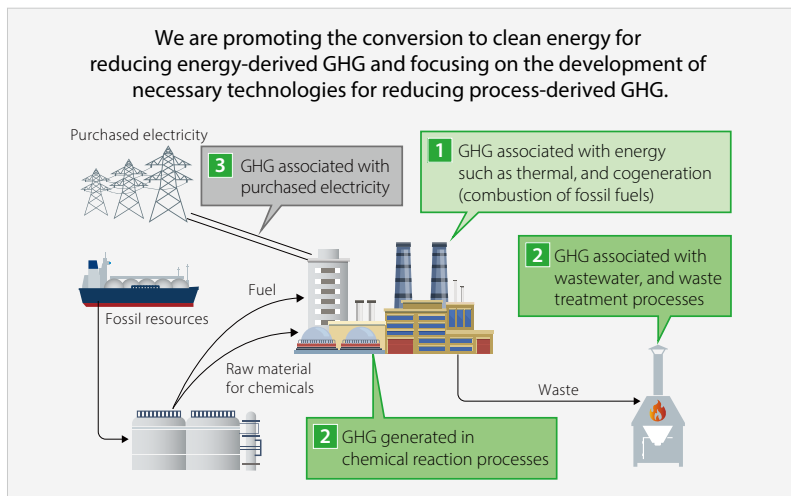 We are promoting the conversion to clean energy for
reducing energy-derived GHG and focusing on the development of
necessary technologies for reducing process-derived GHG.
Purchased electricity
3 GHG associated with
purchased electricity
1 GHG associated with energy
such as thermal, and cogeneration
(combustion of fossil fuels)
2 GHG associated with
wastewater, and waste
treatment processes
Fuel
Fossil resources
Raw material
for chemicals
Waste
2 GHG generated in
chemical reaction processes